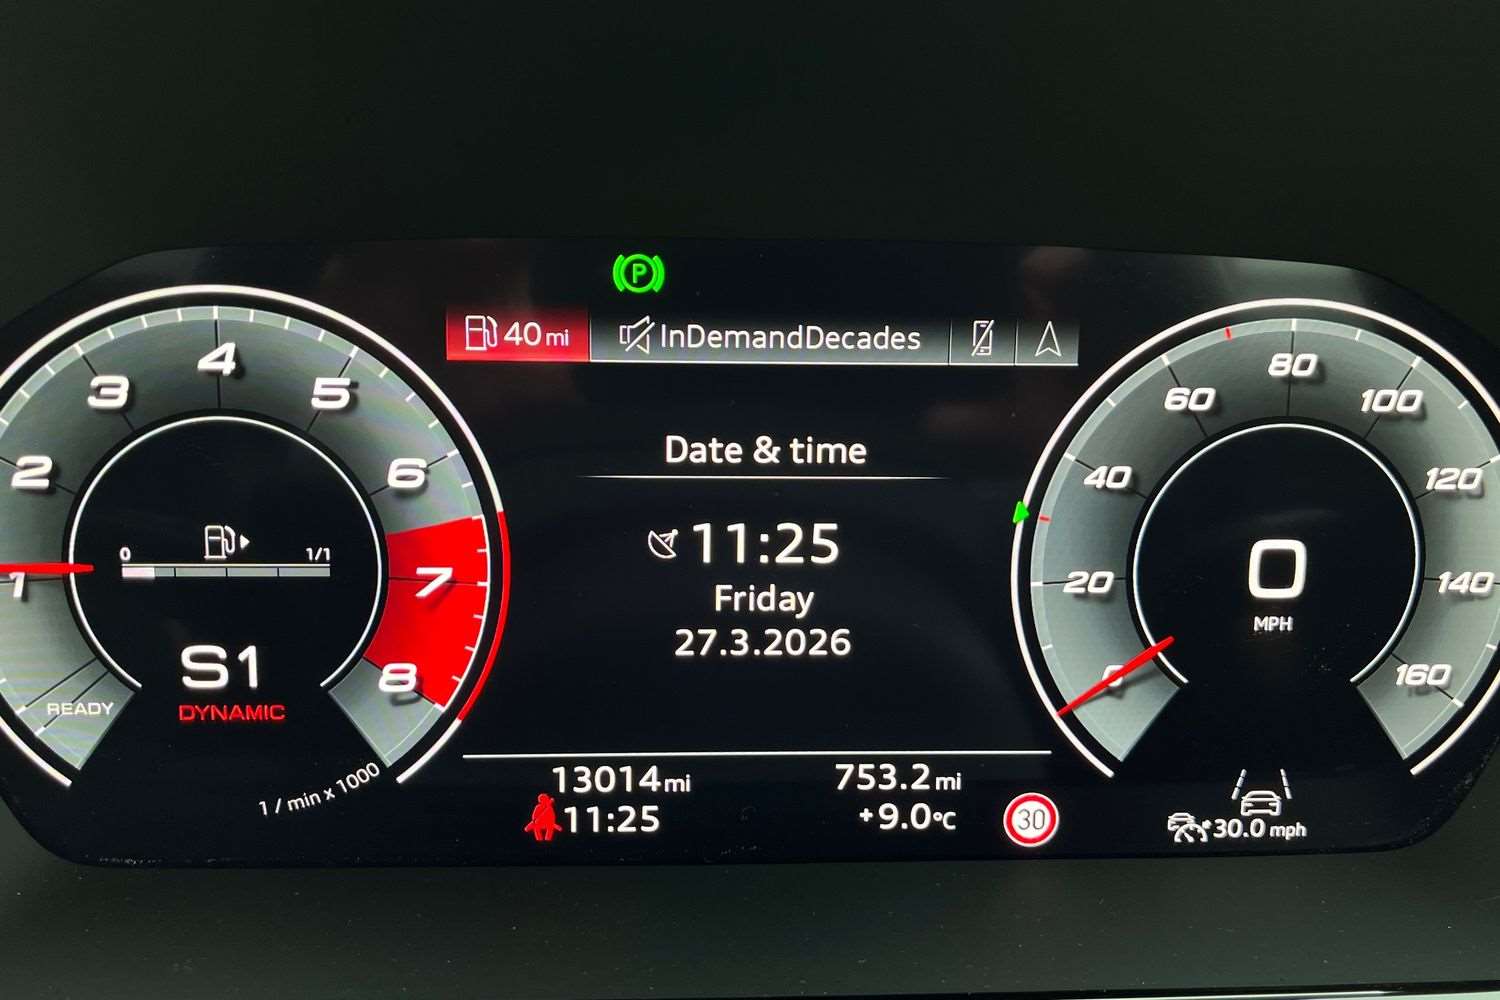 P
40 mi InDemandDecades
1 2 3 4 5 6 7 8
READY
0 1/1
S1
DYNAMIC
1 / min x 1000
Date & time
11:25
Friday
27.3.2026
13014 mi 753.2 mi
11:25 +9.0°C
30
0 20 40 60 80 100 120 140 160
0
MPH
30.0 mph